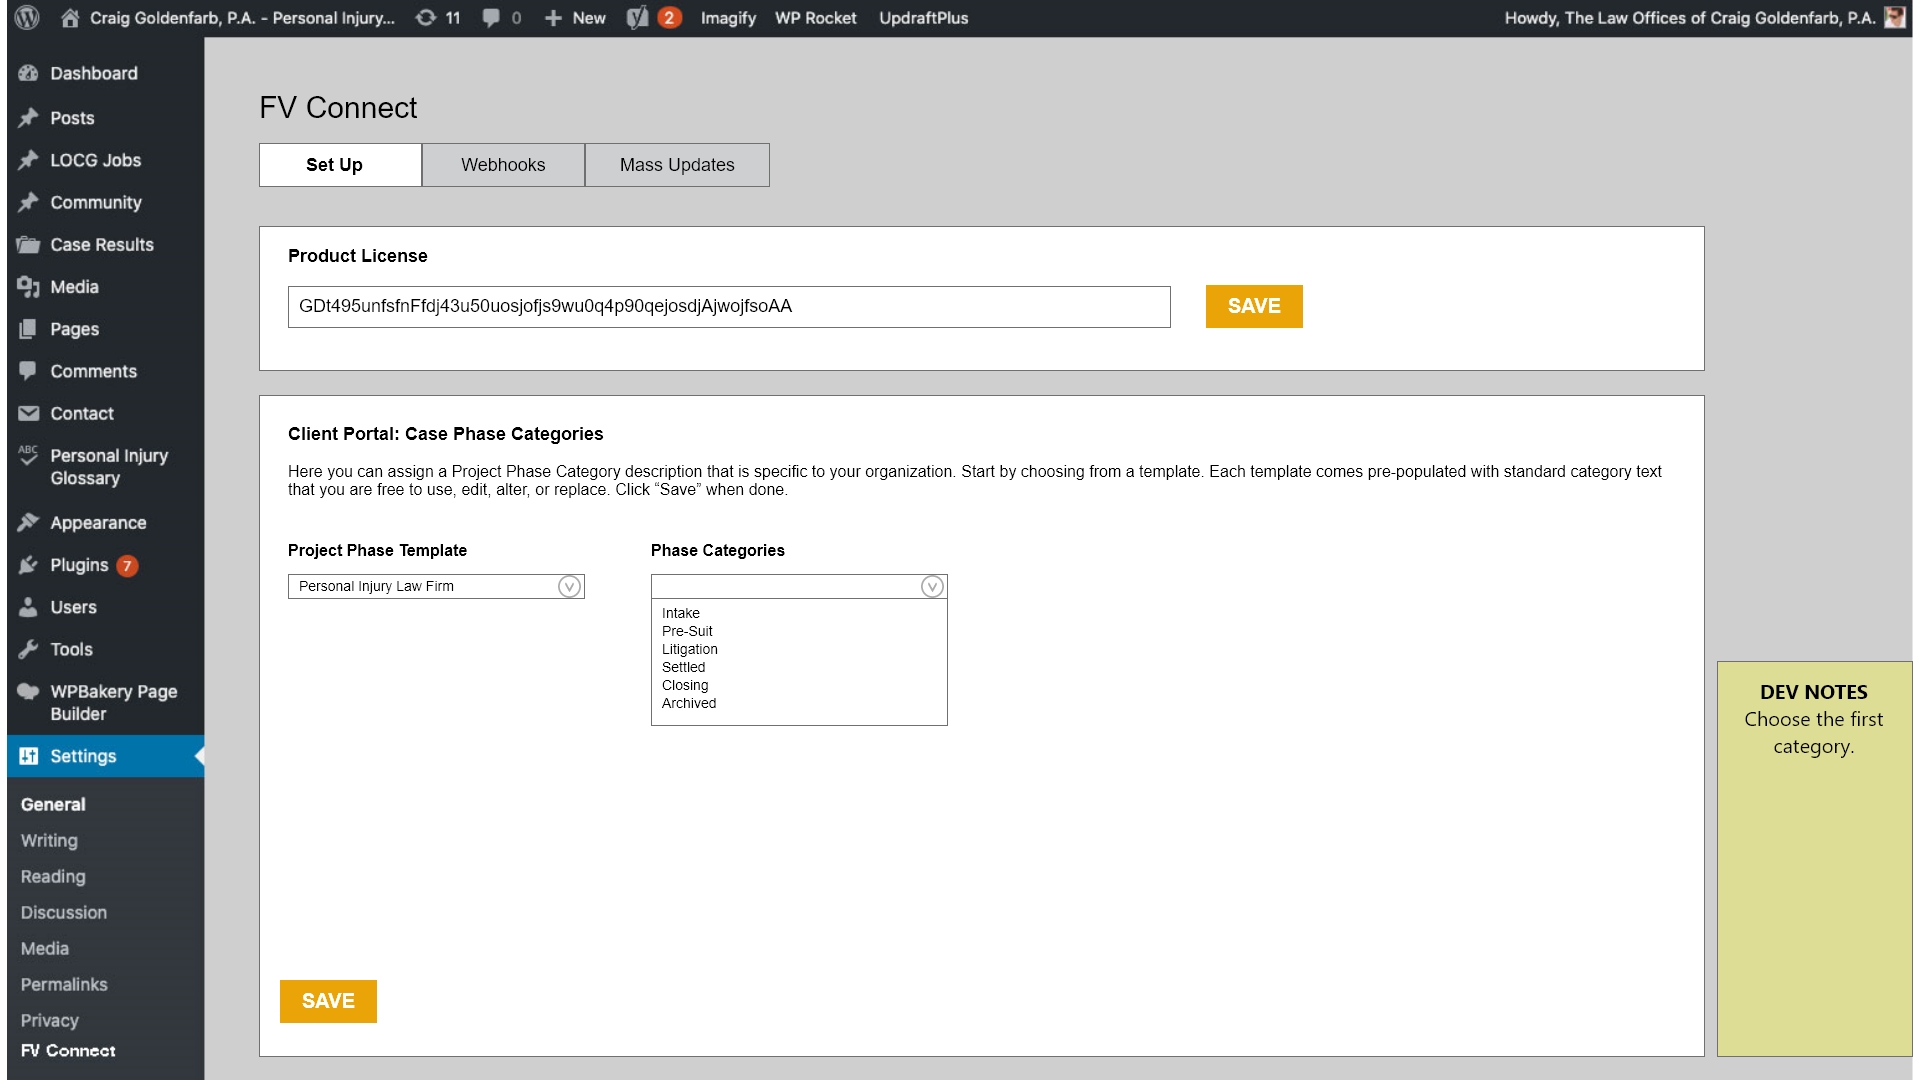 Craig Goldenfarb, P.A. - Personal Injury... 11 0 New 2 Imagify WP Rocket UpdraftPlus Howdy, The Law Offices of Craig Goldenfarb, P.A.
Dashboard
Posts
LOCG Jobs
Community
Case Results
Media
Pages
Comments
Contact
ABC Personal Injury
Glossary
Appearance
Plugins 7
Users
Tools
WPBakery Page
Builder
Settings
General
Writing
Reading
Discussion
Media
Permalinks
Privacy
FV Connect
FV Connect
Set Up Webhooks Mass Updates
Product License
GDt495unfsfnFfdj43u50uosjofjs9wu0q4p90qejosdjAjwojfsoAA SAVE
Client Portal: Case Phase Categories
Here you can assign a Project Phase Category description that is specific to your organization. Start by choosing from a template. Each template comes pre-populated with standard category text
that you are free to use, edit, alter, or replace. Click “Save” when done.
Project Phase Template Phase Categories
Personal Injury Law Firm V V
Intake
Pre-Suit
Litigation
Settled
Closing
Archived
SAVE
DEV NOTES
Choose the first
category.